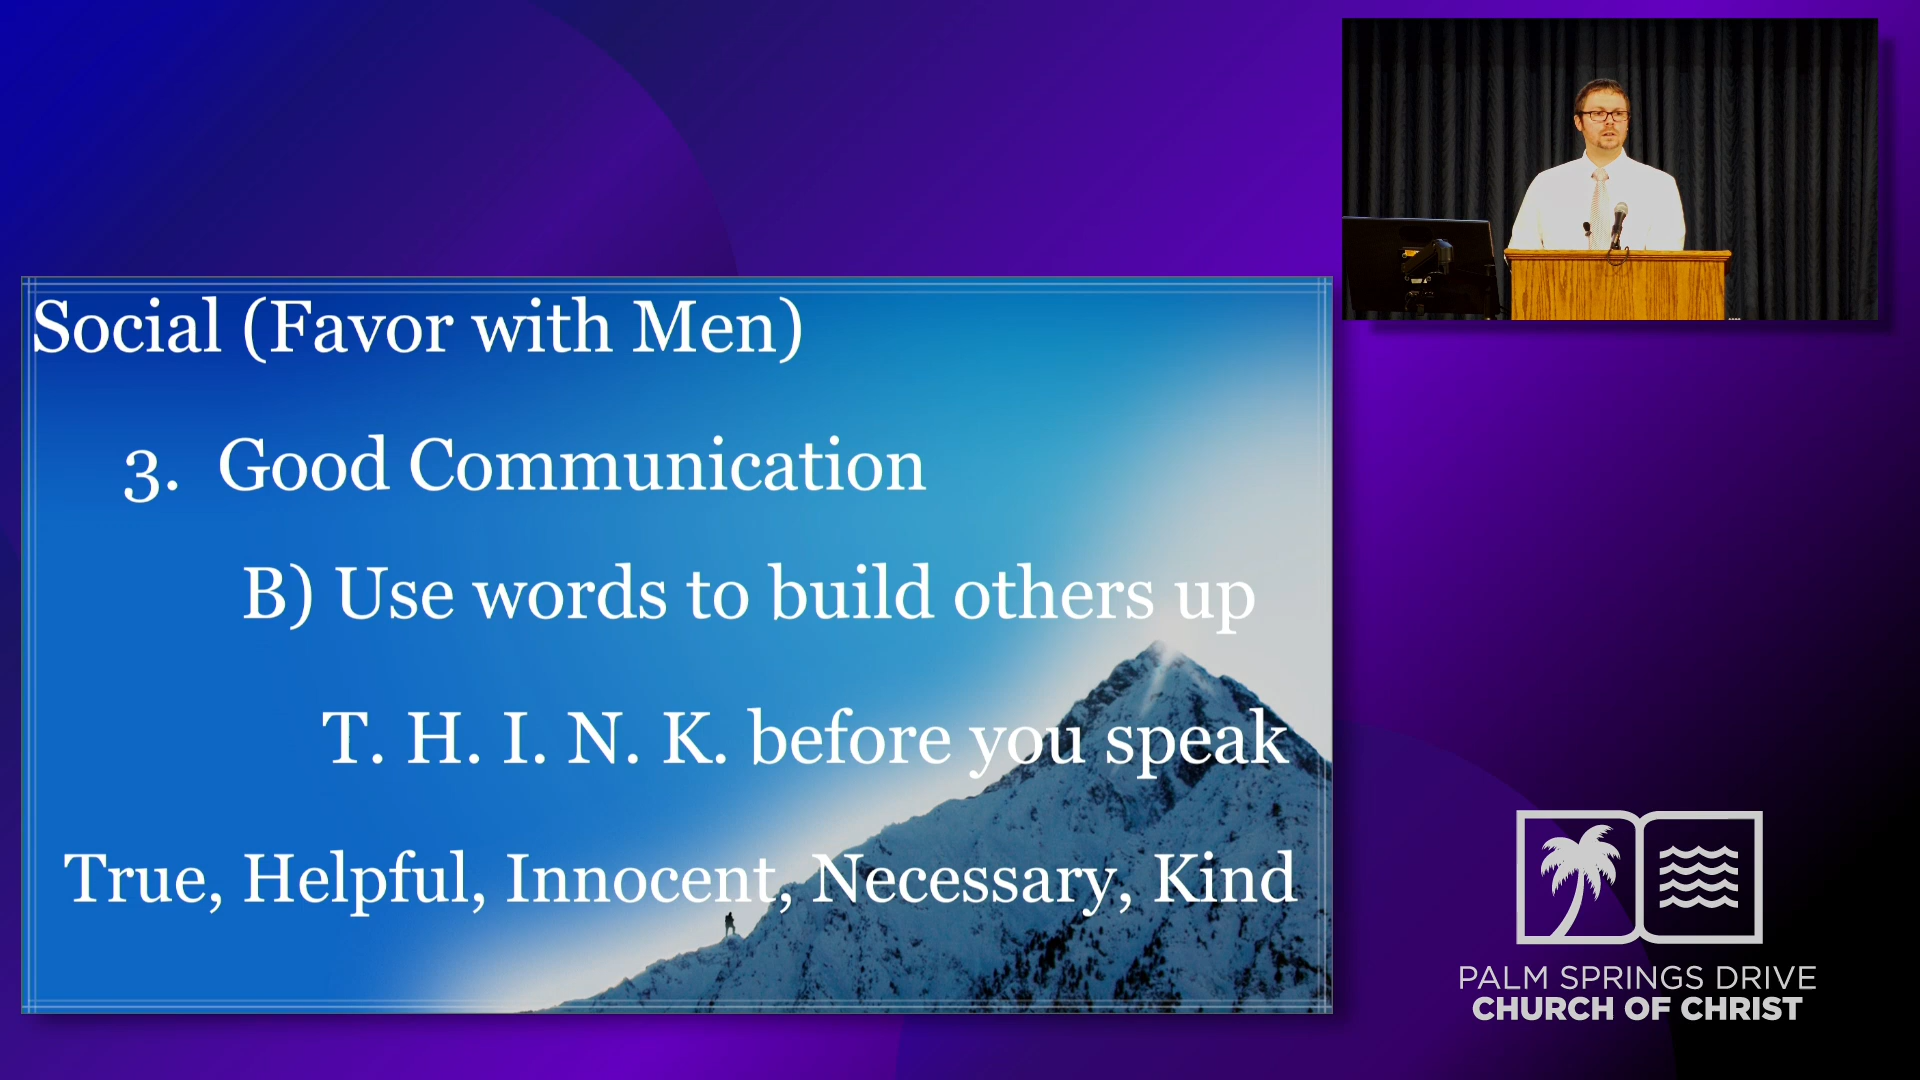 Social (Favor with Men)
3. Good Communication
B) Use words to build others up
T. H. I. N. K. before you speak
True, Helpful, Innocent, Necessary, Kind
PALM SPRINGS DRIVE
CHURCH OF CHRIST